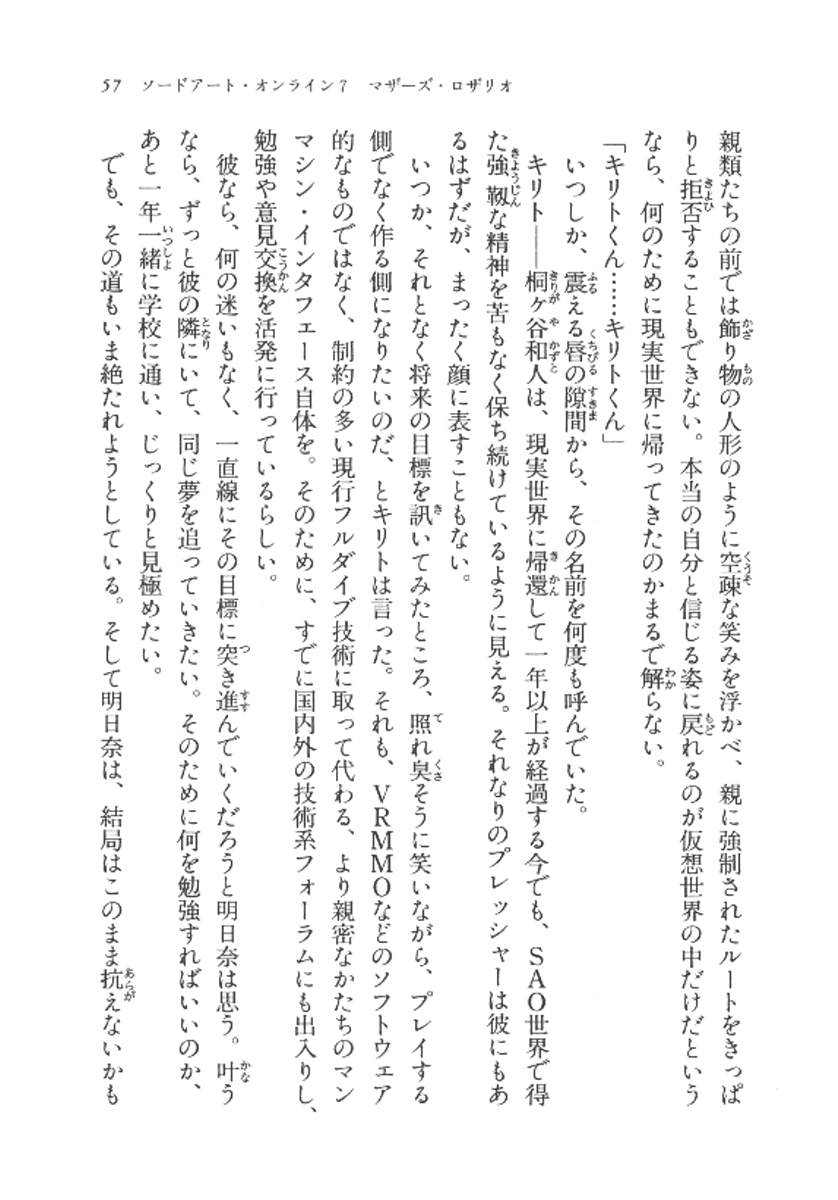 57 ソードアート・オンライン7 マザーズ・ロザリオ
親類たちの前では飾り物の人形のように空疎な笑みを浮かべ、親に強制されたルートをきっぱ
りと拒否することもできない。本当の自分と信じる姿に戻れるのが仮想世界の中だけだという
なら、何のために現実世界に帰ってきたのかまるで解らない。
「キリトくん……キリトくん」
いつしか、震える唇の隙間から、その名前を何度も呼んでいた。
キリト――桐ヶ谷和人は、現実世界に帰還して一年以上が経過する今でも、SAO世界で得
た強靱な精神を苦もなく保ち続けているように見える。それなりのプレッシャーは彼にもあ
るはずだが、まったく顔に表すこともない。
いつか、それとなく将来の目標を訊いてみたところ、照れ臭そうに笑いながら、プレイする
側でなく作る側になりたいのだ、とキリトは言った。それも、VRMMOなどのソフトウェア
的なものではなく、制約の多い現行フルダイブ技術に取って代わる、より親密なかたちのマン
マシン・インタフェース自体を。そのために、すでに国内外の技術系フォーラムにも出入りし、
勉強や意見交換を活発に行っているらしい。
彼なら、何の迷いもなく、一直線にその目標に突き進んでいくだろうと明日奈は思う。叶う
なら、ずっと彼の隣にいて、同じ夢を追っていきたい。そのために何を勉強すればいいのか、
あと一年一緒に学校に通い、じっくりと見極めたい。
でも、その道もいま絶たれようとしている。そして明日奈は、結局はこのまま抗えないかも